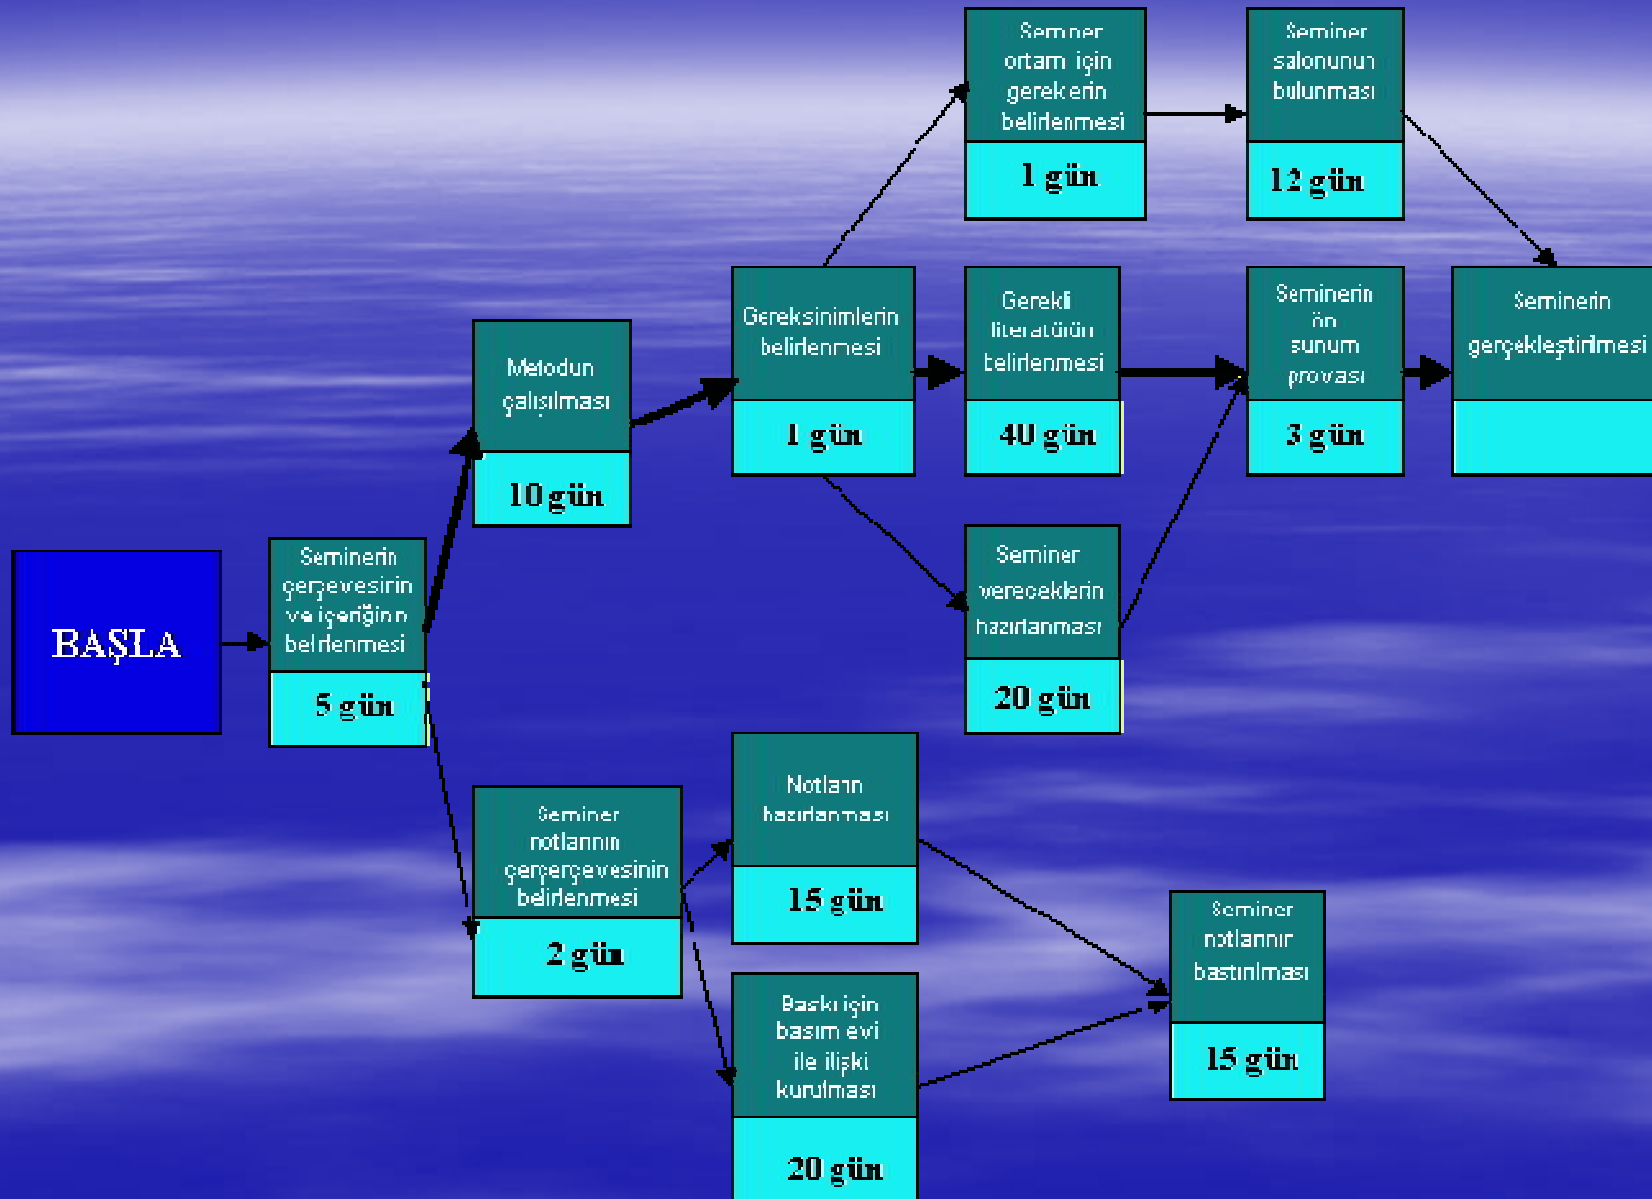 BAŞLA
Seminerin
çerçevesinin
ve içeriğinin
belirlenmesi
5 gün
Metodun
çalışılması
10 gün
Gereksinimlerin
belirlenmesi
1 gün
Seminer
ortamı için
gereklerin
belirlenmesi
1 gün
Seminer
salonunun
bulunması
12 gün
Gerekli
literatürün
belirlenmesi
40 gün
Seminerin
ön
sunum
provası
3 gün
Seminerin
gerçekleştirilmesi
Seminer
vereceklerin
hazırlanması
20 gün
Seminer
notlarının
çerçerçevesinin
belirlenmesi
2 gün
Notların
hazırlanması
15 gün
Baskı için
basım evi
ile ilişki
kurulması
20 gün
Seminer
notlarının
bastırılması
15 gün